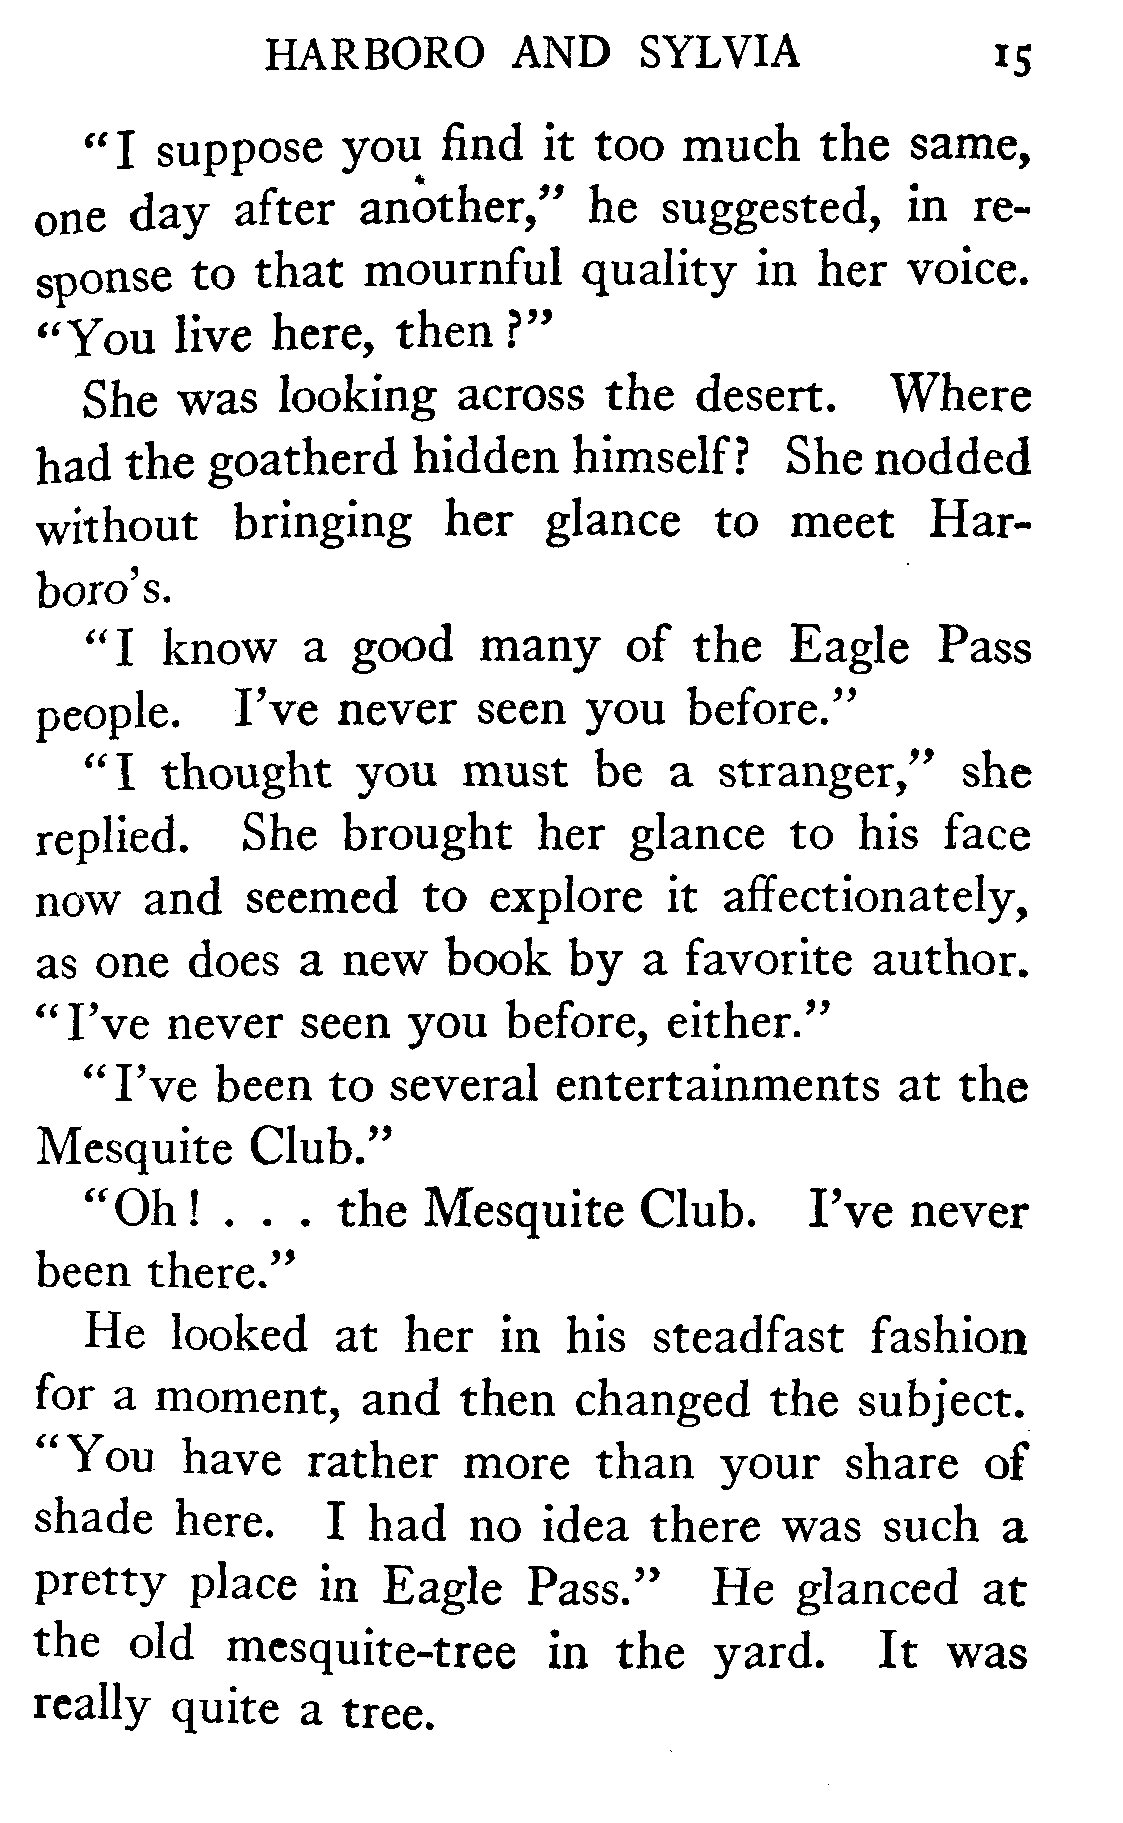 HARBORO AND SYLVIA 15
"I suppose you find it too much the same,
one day after another," he suggested, in re-
sponse to that mournful quality in her voice.
"You live here, then?"
She was looking across the desert. Where
had the goatherd hidden himself? She nodded
without bringing her glance to meet Har-
boro's.
"I know a good many of the Eagle Pass
people. I've never seen you before."
"I thought you must be a stranger," she
replied. She brought her glance to his face
now and seemed to explore it affectionately,
as one does a new book by a favorite author.
"I've never seen you before, either."
"I've been to several entertainments at the
Mesquite Club."
"Oh! . . . the Mesquite Club. I've never
been there."
He looked at her in his steadfast fashion
for a moment, and then changed the subject.
"You have rather more than your share of
shade here. I had no idea there was such a
pretty place in Eagle Pass." He glanced at
the old mesquite-tree in the yard. It was
really quite a tree.